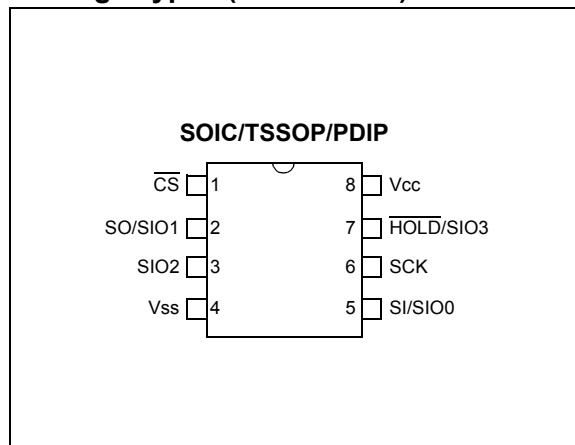 SOIC/TSSOP/PDIP
CS 1 8 Vcc
SO/SIO1 2 7 HOLD/SIO3
SIO2 3 6 SCK
Vss 4 5 SI/SIO0